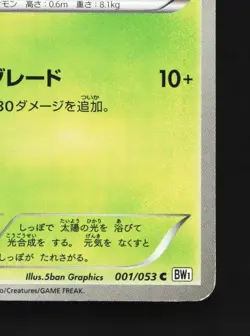 モン 高さ：0.6m 重さ：8.1kg
グレード 10+
30ダメージを追加。
しっぽで 太陽の光を 浴びて
光合成を する。元気を なくすと
しっぽが たれさがる。
Illus. 5ban Graphics 001/053 C BW1
o/Creatures/GAME FREAK.